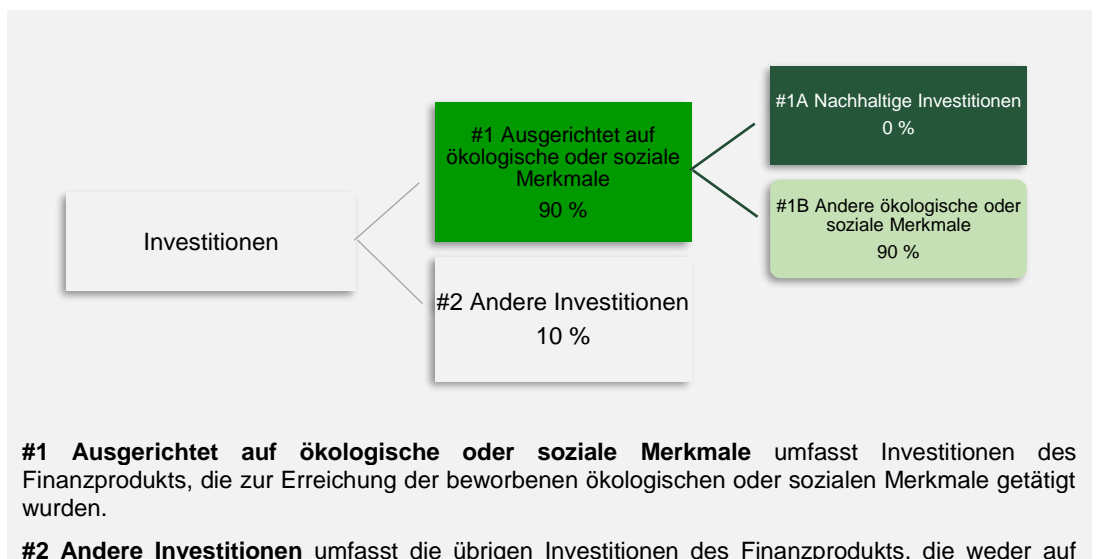 #1A Nachhaltige Investitionen
0 %
#1 Ausgerichtet auf
ökologische oder soziale
Merkmale
90 %
#1B Andere ökologische oder
soziale Merkmale
90 %
Investitionen
#2 Andere Investitionen
10 %
#1 Ausgerichtet auf ökologische oder soziale Merkmale umfasst Investitionen des
Finanzprodukts, die zur Erreichung der beworbenen ökologischen oder sozialen Merkmale getätigt
wurden.
#2 Andere Investitionen umfasst die übrigen Investitionen des Finanzprodukts, die weder auf